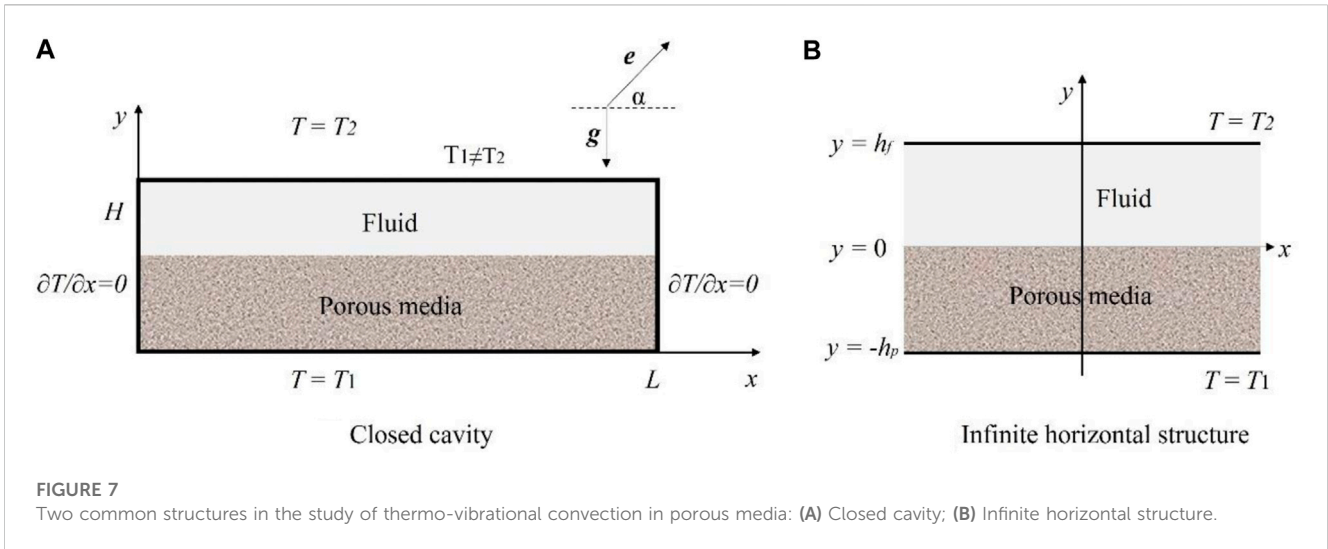 A
e
α
g
y
T = T2
T1≠T2
H
Fluid
∂T/∂x=0
∂T/∂x=0
Porous media
T = T1
L
x
Closed cavity
B
y
T = T2
y = hf
Fluid
y = 0
x
Porous media
y = -hp
T = T1
Infinite horizontal structure
FIGURE 7
Two common structures in the study of thermo-vibrational convection in porous media: (A) Closed cavity; (B) Infinite horizontal structure.